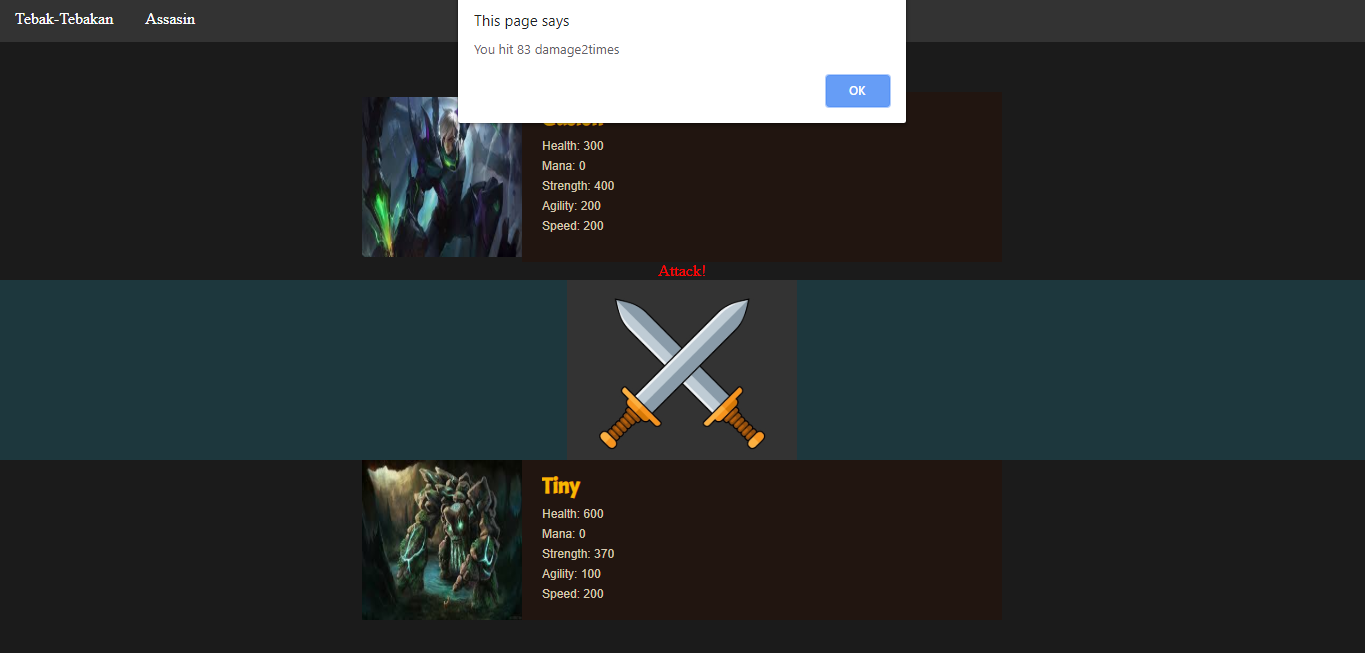 Tebak-Tebakan Assasin
This page says
You hit 83 damage2times
OK
Health: 300
Mana: 0
Strength: 400
Agility: 200
Speed: 200
Attack!
Tiny
Health: 600
Mana: 0
Strength: 370
Agility: 100
Speed: 200